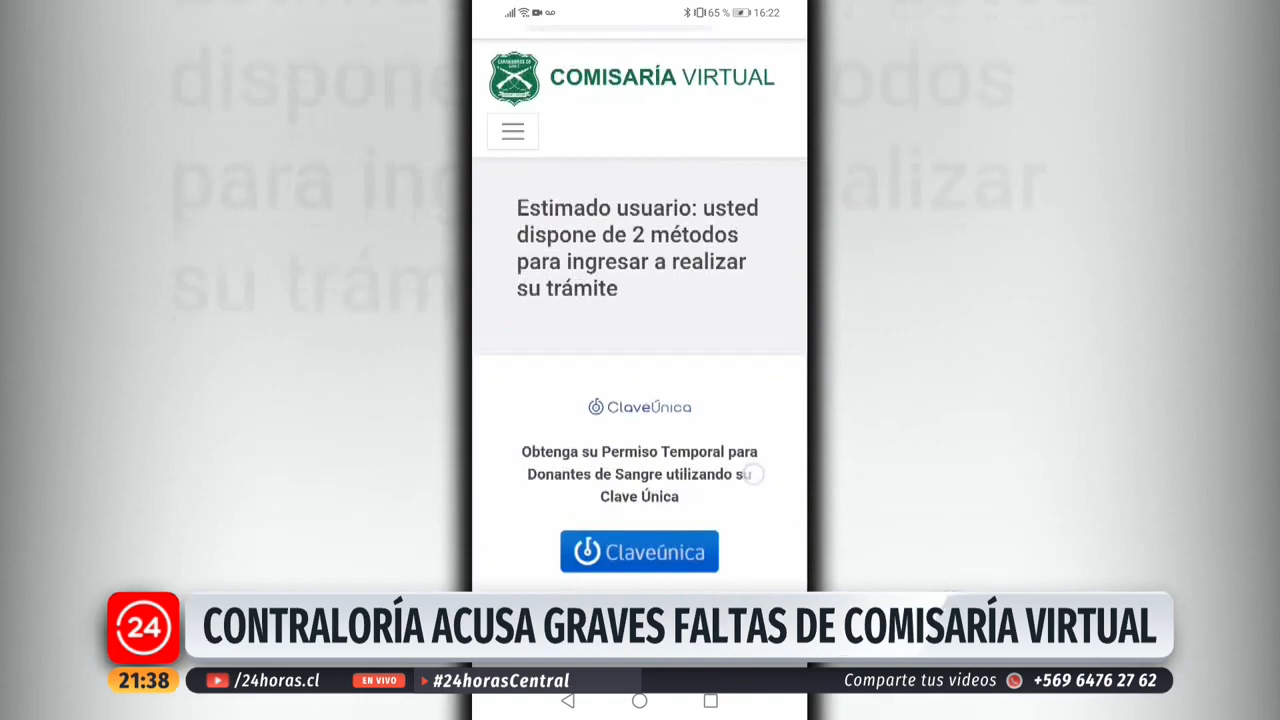 65 %
16:22
CARABINEROS DE
COMISARÍA VIRTUAL
Estimado usuario: usted
dispone de 2 métodos
para ingresar a realizar
su trámite
ClaveÚnica
Obtenga su Permiso Temporal para
Donantes de Sangre utilizando su
Clave Única
Claveúnica
24
CONTRALORÍA ACUSA GRAVES FALTAS DE COMISARÍA VIRTUAL
21:38
/24horas.cl
EN VIVO
#24horasCentral
Comparte tus videos
+569 6476 27 62